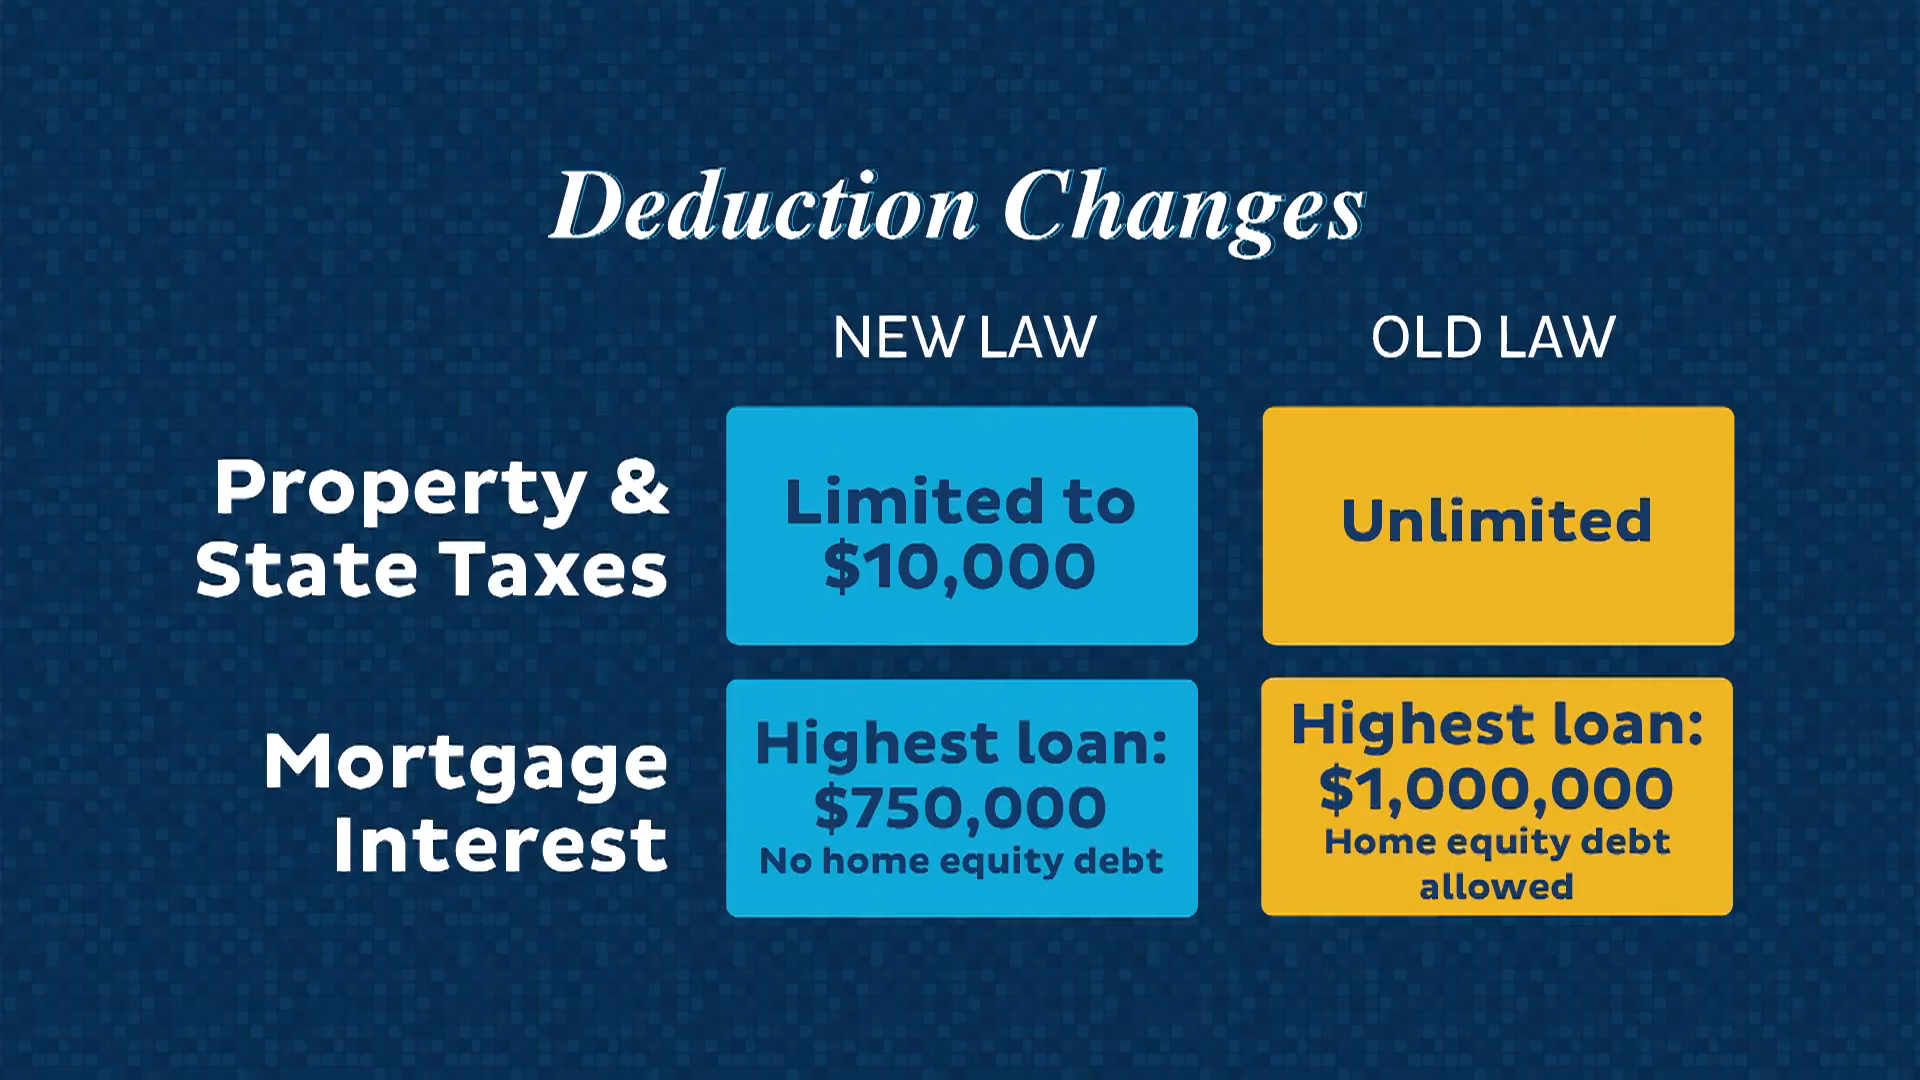 Deduction Changes
NEW LAW
OLD LAW
Property &
State Taxes
Limited to
$10,000
Unlimited
Mortgage
Interest
Highest loan:
$750,000
No home equity debt
Highest loan:
$1,000,000
Home equity debt
allowed